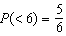 P(< 6) = 5/6